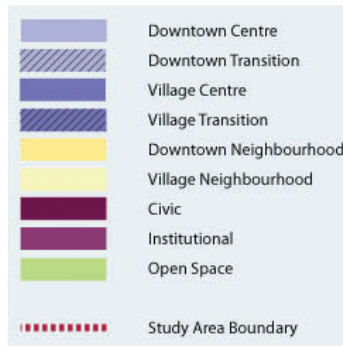 Downtown Centre
Downtown Transition
Village Centre
Village Transition
Downtown Neighbourhood
Village Neighbourhood
Civic
Institutional
Open Space
Study Area Boundary